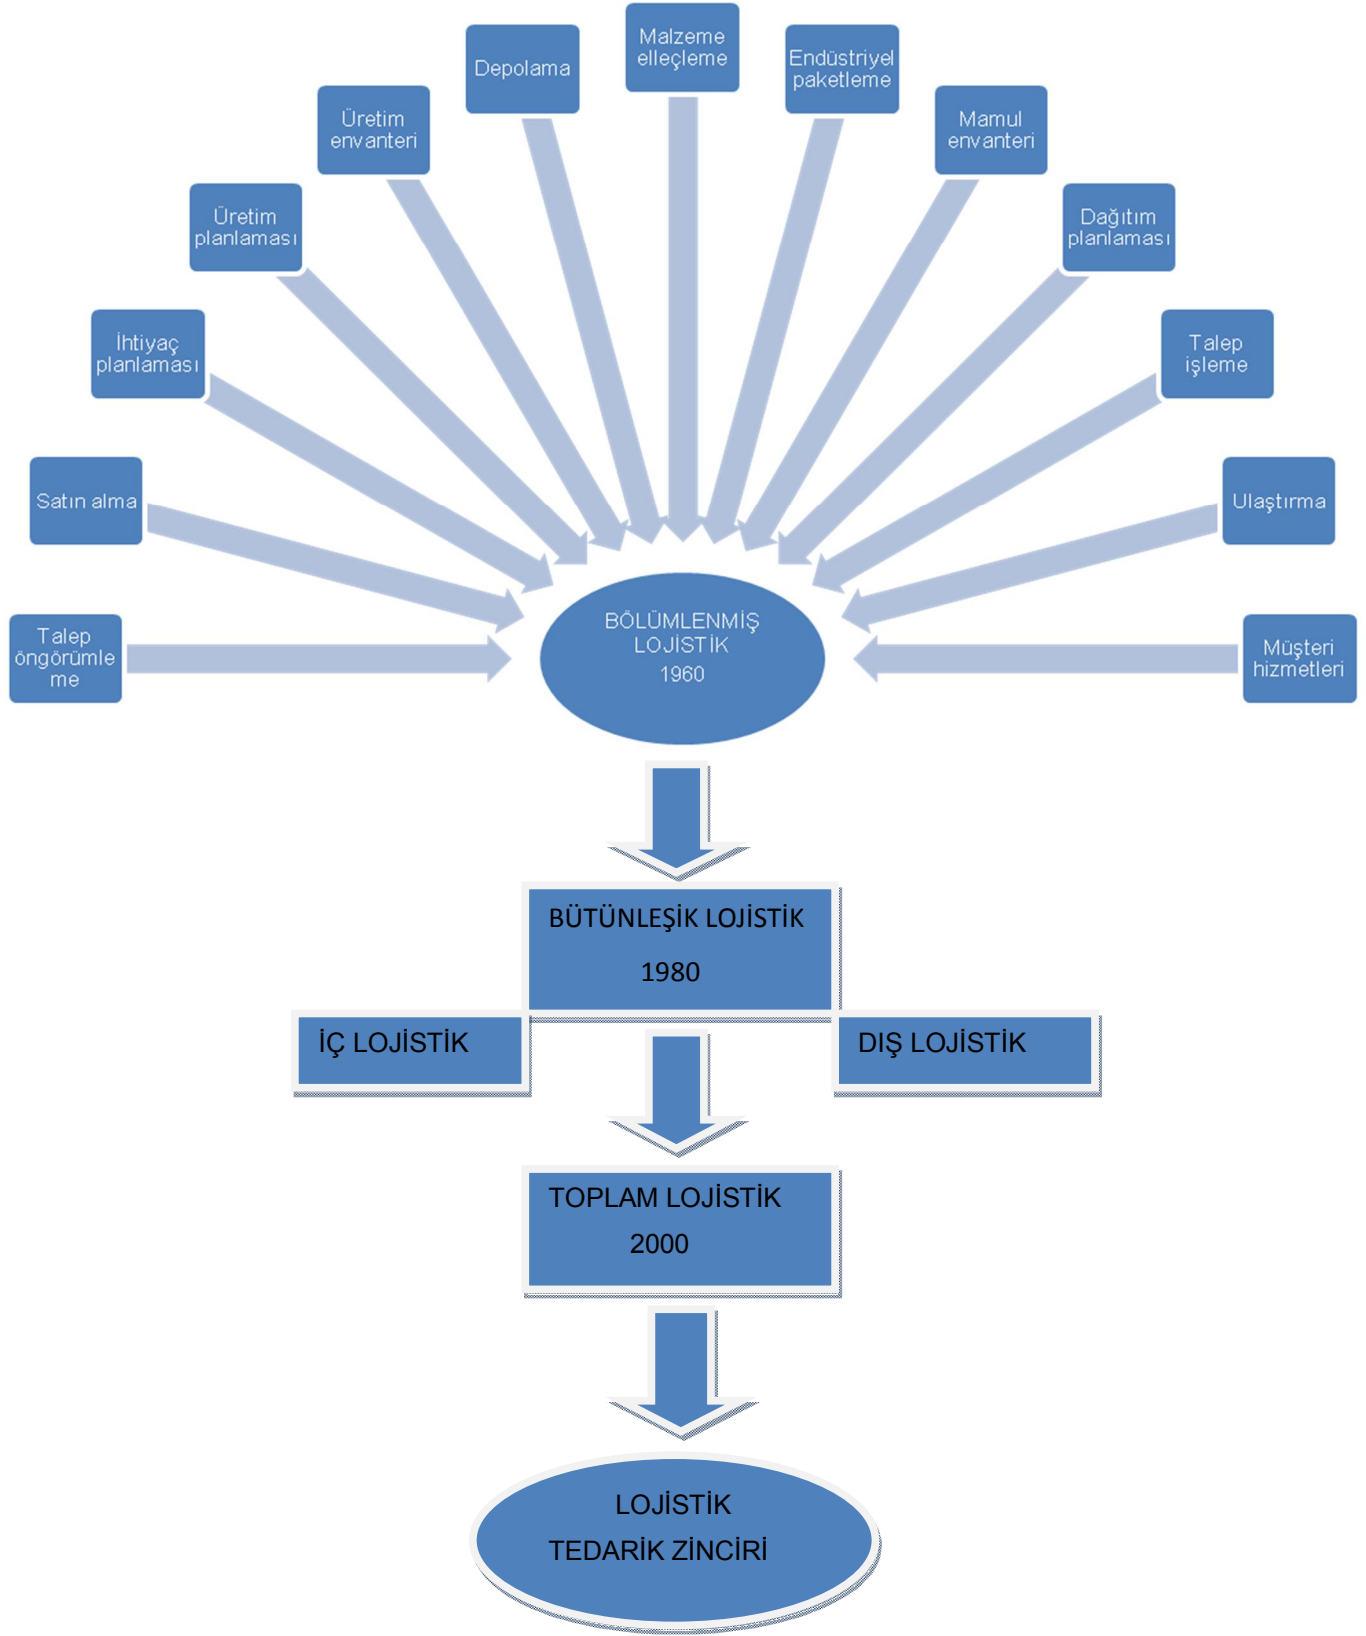 Malzeme
elleçleme
Depolama
Endüstriyel
paketleme
Üretim
envanteri
Mamul
envanteri
Üretim
planlaması
Dağıtım
planlaması
İhtiyaç
planlaması
Talep
işleme
Satın alma
Ulaştırma
Talep
öngörümle
me
BÖLÜMLENMİŞ
LOJİSTİK
1960
Müşteri
hizmetleri
BÜTÜNLEŞİK LOJİSTİK
1980
İÇ LOJİSTİK
DIŞ LOJİSTİK
TOPLAM LOJİSTİK
2000
LOJİSTİK
TEDARİK ZİNCİRİ